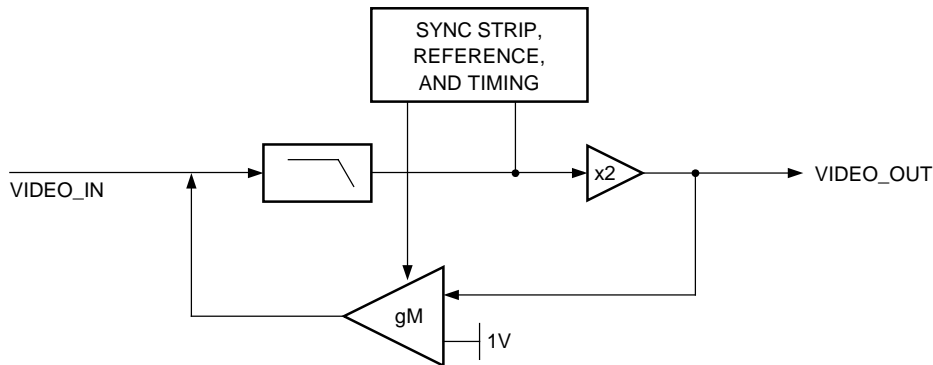 SYNC STRIP,
REFERENCE,
AND TIMING
VIDEO_IN
x2
VIDEO_OUT
gM
1V